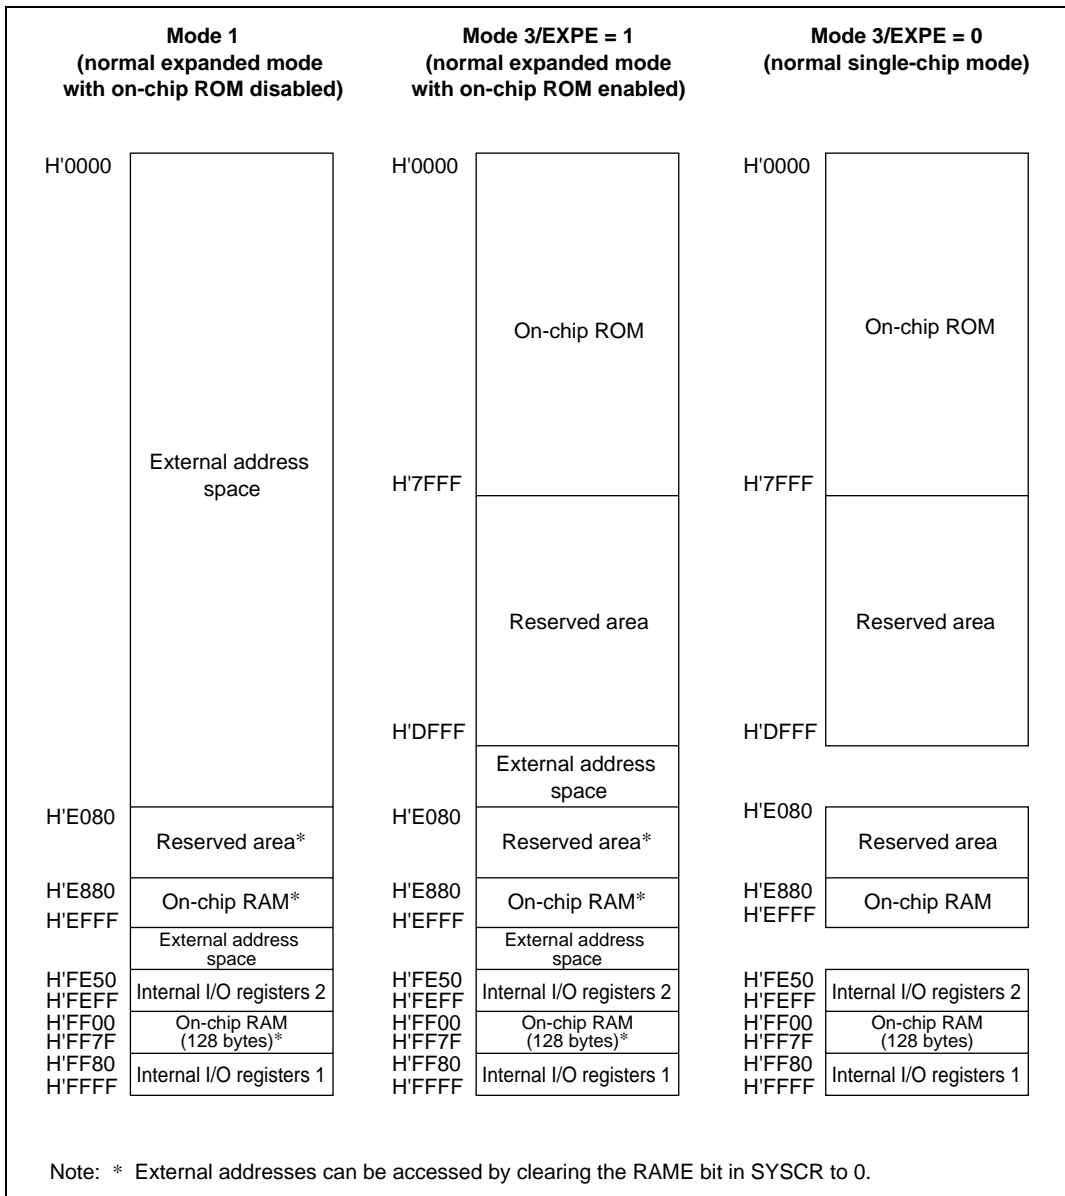 Mode 1
(normal expanded mode
with on-chip ROM disabled)
H'0000
External address
space
H'E080
Reserved area*
H'E880
On-chip RAM*
H'EFFF
External address
space
H'FE50
Internal I/O registers 2
H'FEFF
H'FF00
On-chip RAM
(128 bytes)*
H'FF7F
H'FF80
Internal I/O registers 1
H'FFFF
Mode 3/EXPE = 1
(normal expanded mode
with on-chip ROM enabled)
H'0000
On-chip ROM
H'7FFF
Reserved area
H'DFFF
External address
space
H'E080
Reserved area*
H'E880
On-chip RAM*
H'EFFF
External address
space
H'FE50
Internal I/O registers 2
H'FEFF
H'FF00
On-chip RAM
(128 bytes)*
H'FF7F
H'FF80
Internal I/O registers 1
H'FFFF
Mode 3/EXPE = 0
(normal single-chip mode)
H'0000
On-chip ROM
H'7FFF
Reserved area
H'DFFF
H'E080
Reserved area
H'E880
On-chip RAM
H'EFFF
H'FE50
Internal I/O registers 2
H'FEFF
H'FF00
On-chip RAM
(128 bytes)
H'FF7F
H'FF80
Internal I/O registers 1
H'FFFF
Note: * External addresses can be accessed by clearing the RAME bit in SYSCR to 0.